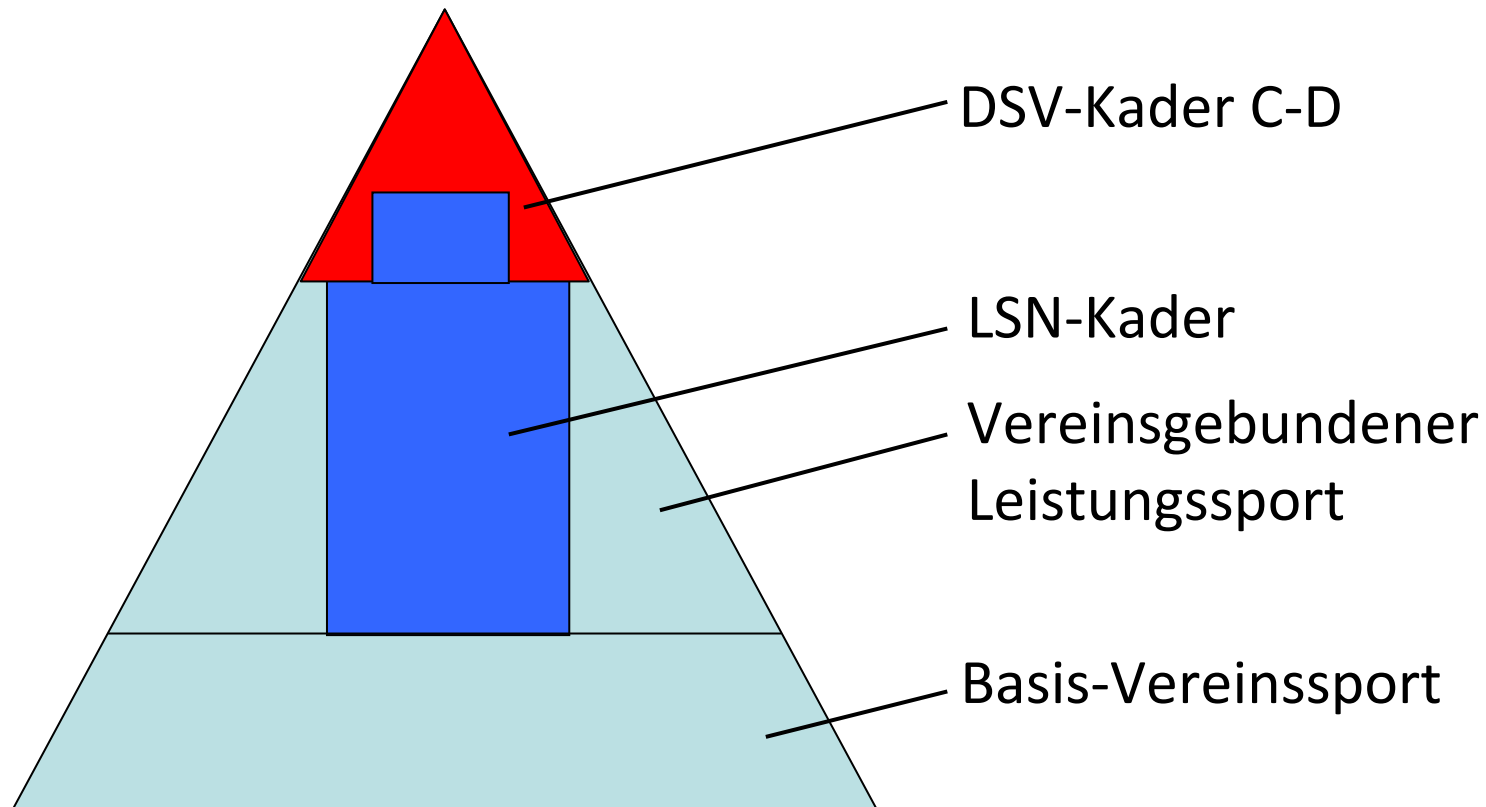 DSV-Kader C-D
LSN-Kader
Vereinsgebundener
Leistungssport
Basis-Vereinssport